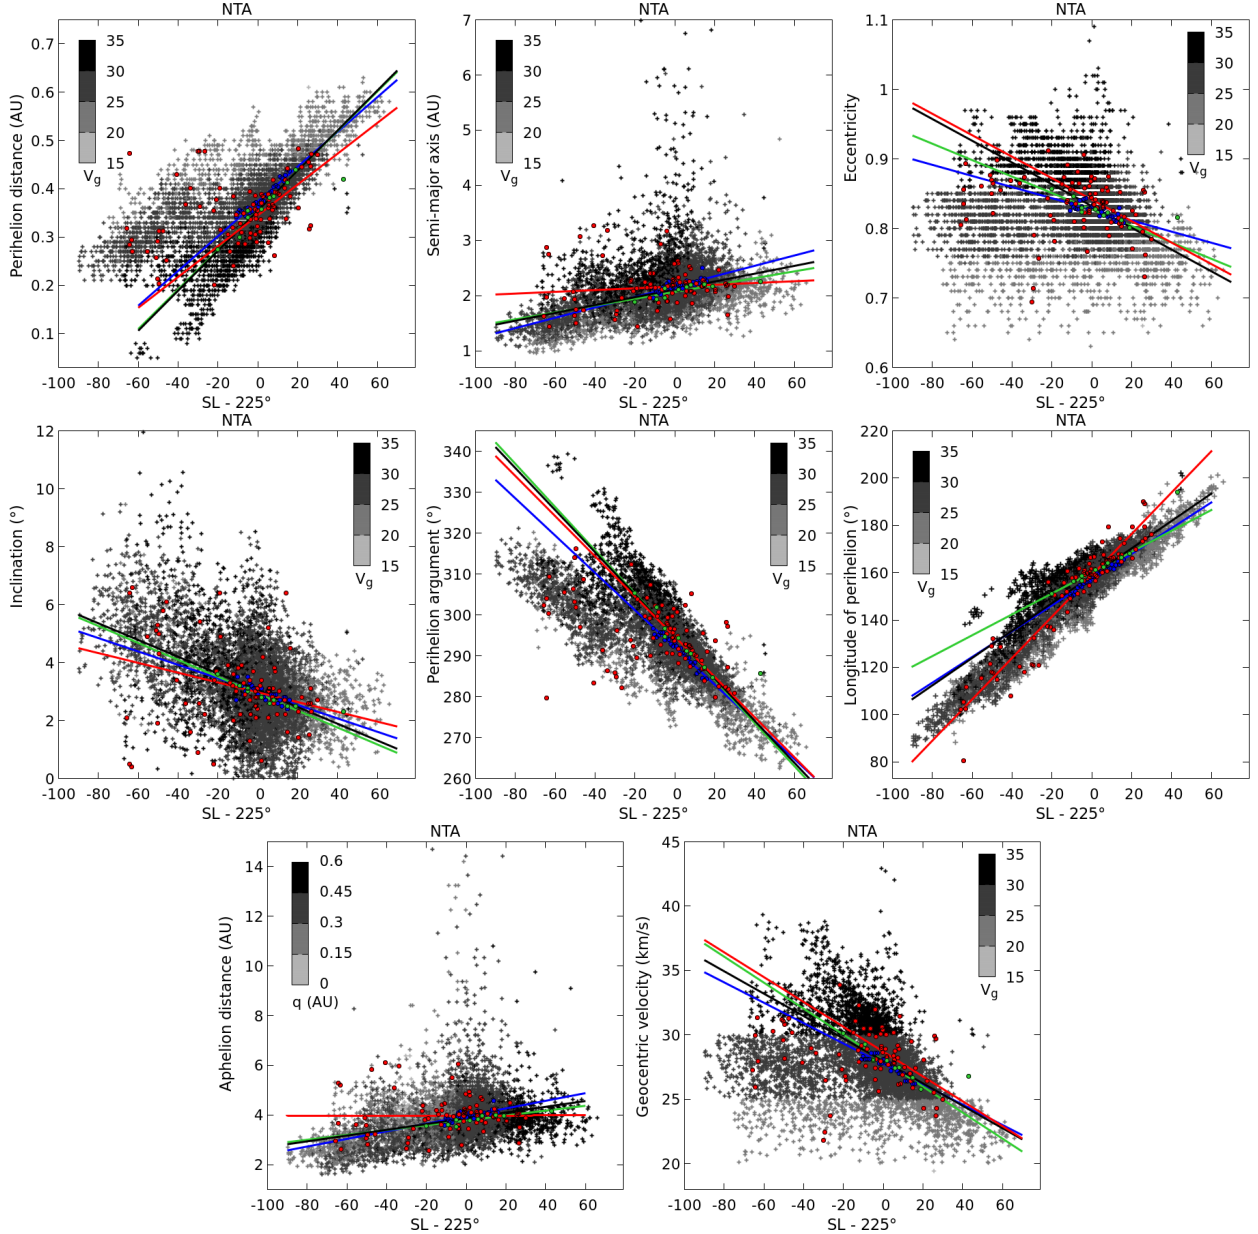 NTA
NTA
NTA
Pirihelion distance (AU)
0.7
0.6
0.5
0.4
0.3
0.2
0.1
35
30
25
20
15
Vg
-100 -80 -60 -40 -20 0 20 40 60
SL - 225°
Semi-major axis (AU)
7
6
5
4
3
2
1
35
30
25
20
15
Vg
-100 -80 -60 -40 -20 0 20 40 60
SL - 225°
Eccentricity
1.1
1
0.9
0.8
0.7
0.6
35
30
25
20
15
Vg
-100 -80 -60 -40 -20 0 20 40 60
SL - 225°
NTA
NTA
NTA
Inclination (°)
12
10
8
6
4
2
0
35
30
25
20
15
Vg
-100 -80 -60 -40 -20 0 20 40 60
SL - 225°
Perihelion argument (°)
340
330
320
310
300
290
280
270
260
35
30
25
20
15
Vg
-100 -80 -60 -40 -20 0 20 40 60
SL - 225°
Longitude of perihelion (°)
220
200
180
160
140
120
100
80
35
30
25
20
15
Vg
-100 -80 -60 -40 -20 0 20 40 60
SL - 225°
NTA
NTA
Aphelion distance (AU)
14
12
10
8
6
4
2
0.6
0.45
0.3
0.15
0
q (AU)
-100 -80 -60 -40 -20 0 20 40 60
SL - 225°
Geocentric velocity (km/s)
45
40
35
30
25
20
35
30
25
20
15
Vg
-100 -80 -60 -40 -20 0 20 40 60
SL - 225°